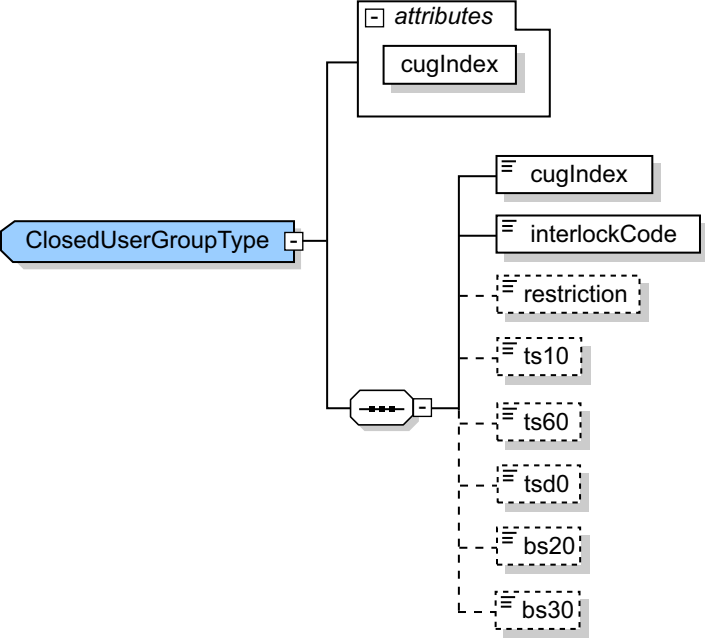 attributes
cugIndex
cugIndex
ClosedUserGroupType
interlockCode
restriction
ts10
ts60
tsd0
bs20
bs30